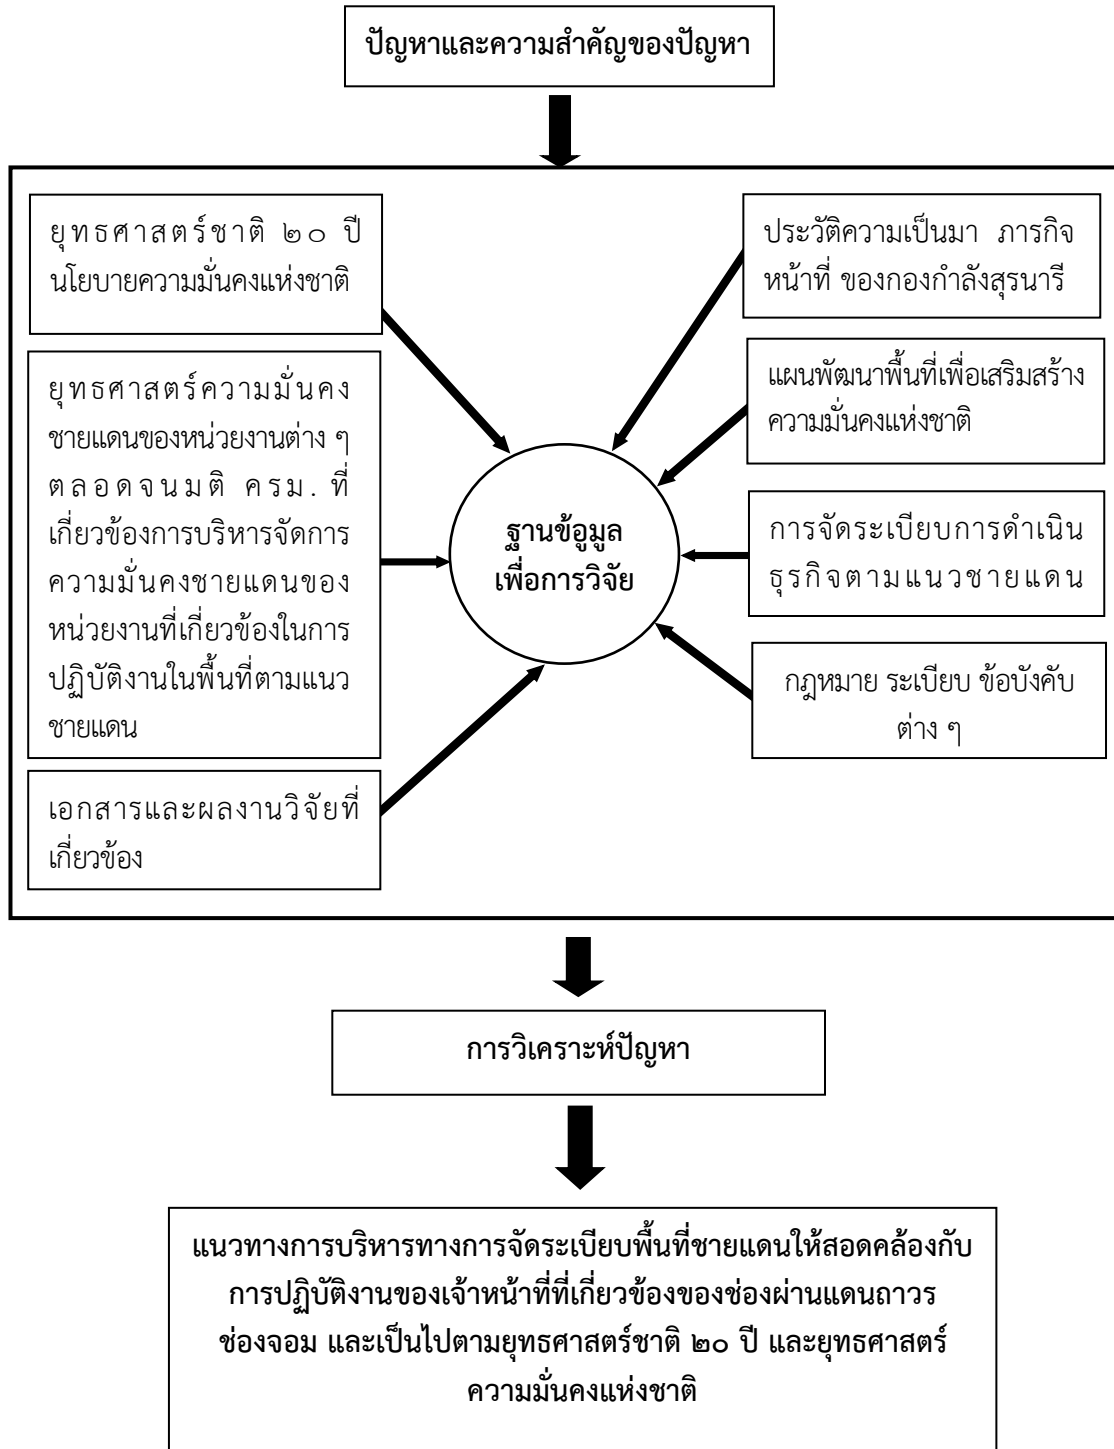 ปัญหาและความสำคัญของปัญหา
ยุทธศาสตร์ชาติ ๒๐ ปี
นโยบายความมั่นคงแห่งชาติ
ยุทธศาสตร์ความมั่นคง
ชายแดนของหน่วยงานต่าง ๆ
ตลอดจนมติ ครม. ที่
เกี่ยวข้องการบริหารจัดการ
ความมั่นคงชายแดนของ
หน่วยงานที่เกี่ยวข้องในการ
ปฏิบัติงานในพื้นที่ตามแนว
ชายแดน
เอกสารและผลงานวิจัยที่
เกี่ยวข้อง
ฐานข้อูมูล
เพื่อการวิจัย
ประวัติความเป็นมา ภารกิจ
หน้าที่ ของกองกำลังสุรนารี
แผนพัฒนาพื้นที่เพื่อเสริมสร้าง
ความมั่นคงแห่งชาติ
การจัดระเบียบการดำเนิน
ธุรกิจตามแนวชายแดน
กฎหมาย ระเบียบ ข้อบังคับ
ต่าง ๆ
การวิเคราะห์ปัญหา
แนวทางการบริหารทางการจัดระเบียบพื้นที่ชายแดนให้สอดคล้องกับ
การปฏิบัติงานของเจ้าหน้าที่ที่เกี่ยวข้องของช่องผ่านแดนถาวร
ช่องจอม และเป็นไปตามยุทธศาสตร์ชาติ ๒๐ ปี และยุทธศาสตร์
ความมั่นคงแห่งชาติ